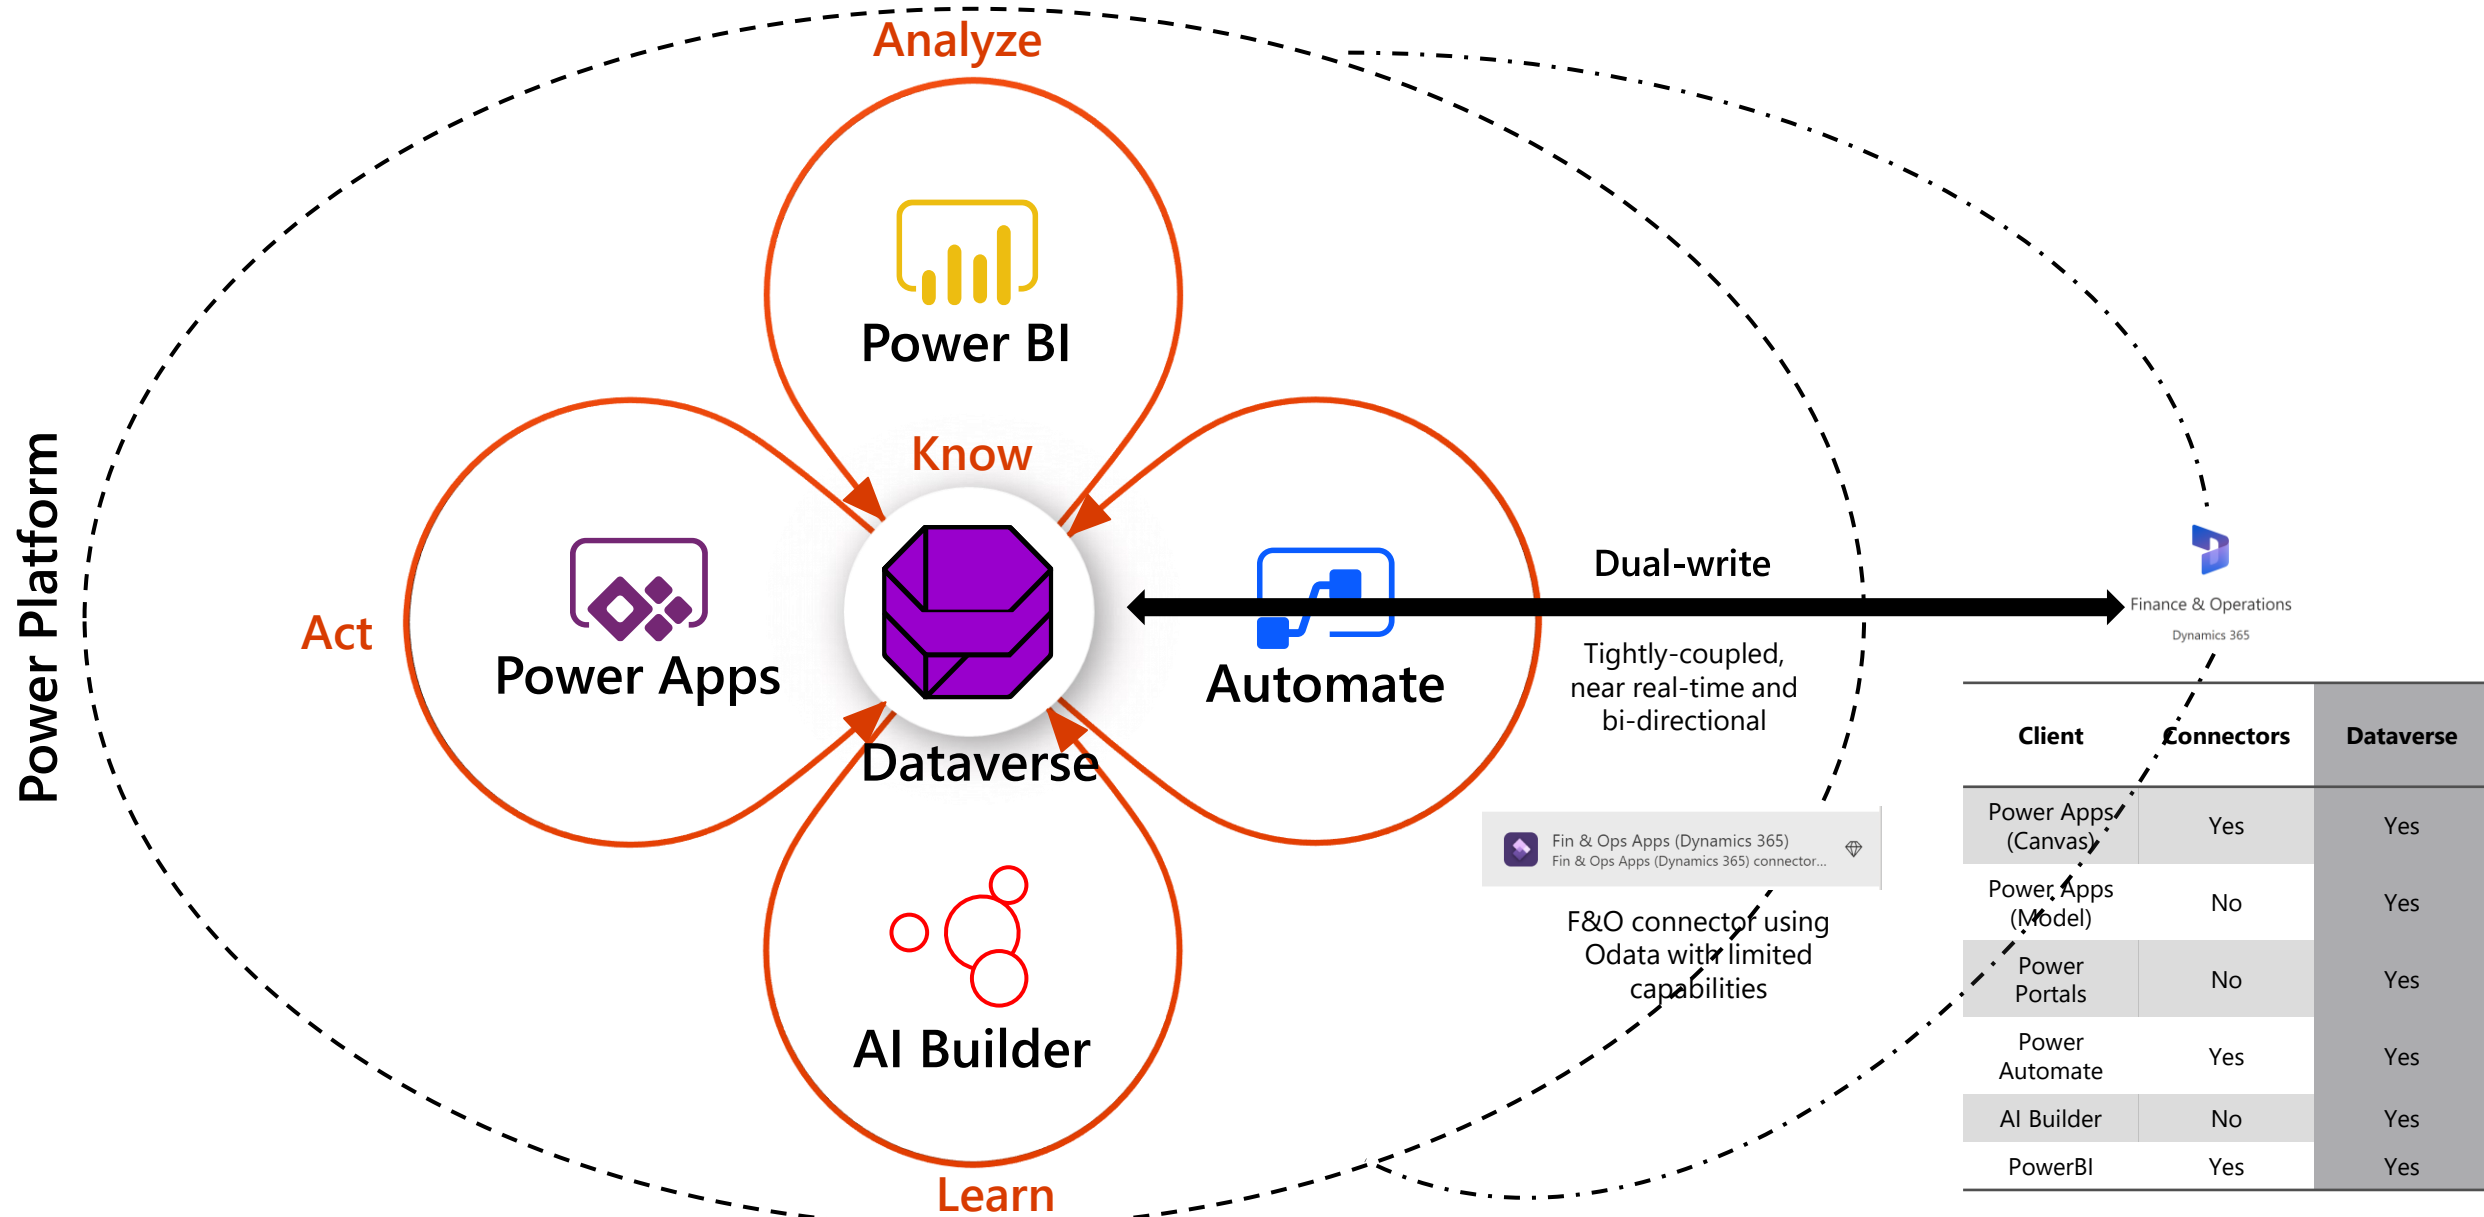 Analyze
Power BI
Know
Power Platform
Act
Power Apps
Dataverse
Automate
AI Builder
Learn
Dual-write
Tightly-coupled,
near real-time and
bi-directional
Finance & Operations
Dynamics 365
Fin & Ops Apps (Dynamics 365)
Fin & Ops Apps (Dynamics 365) connector...
F&O connector using
Odata with limited
capabilities
Client Connectors Dataverse
Power Apps
(Canvas) Yes Yes
Power Apps
(Model) No Yes
Power
Portals No Yes
Power
Automate Yes Yes
AI Builder No Yes
PowerBI Yes Yes